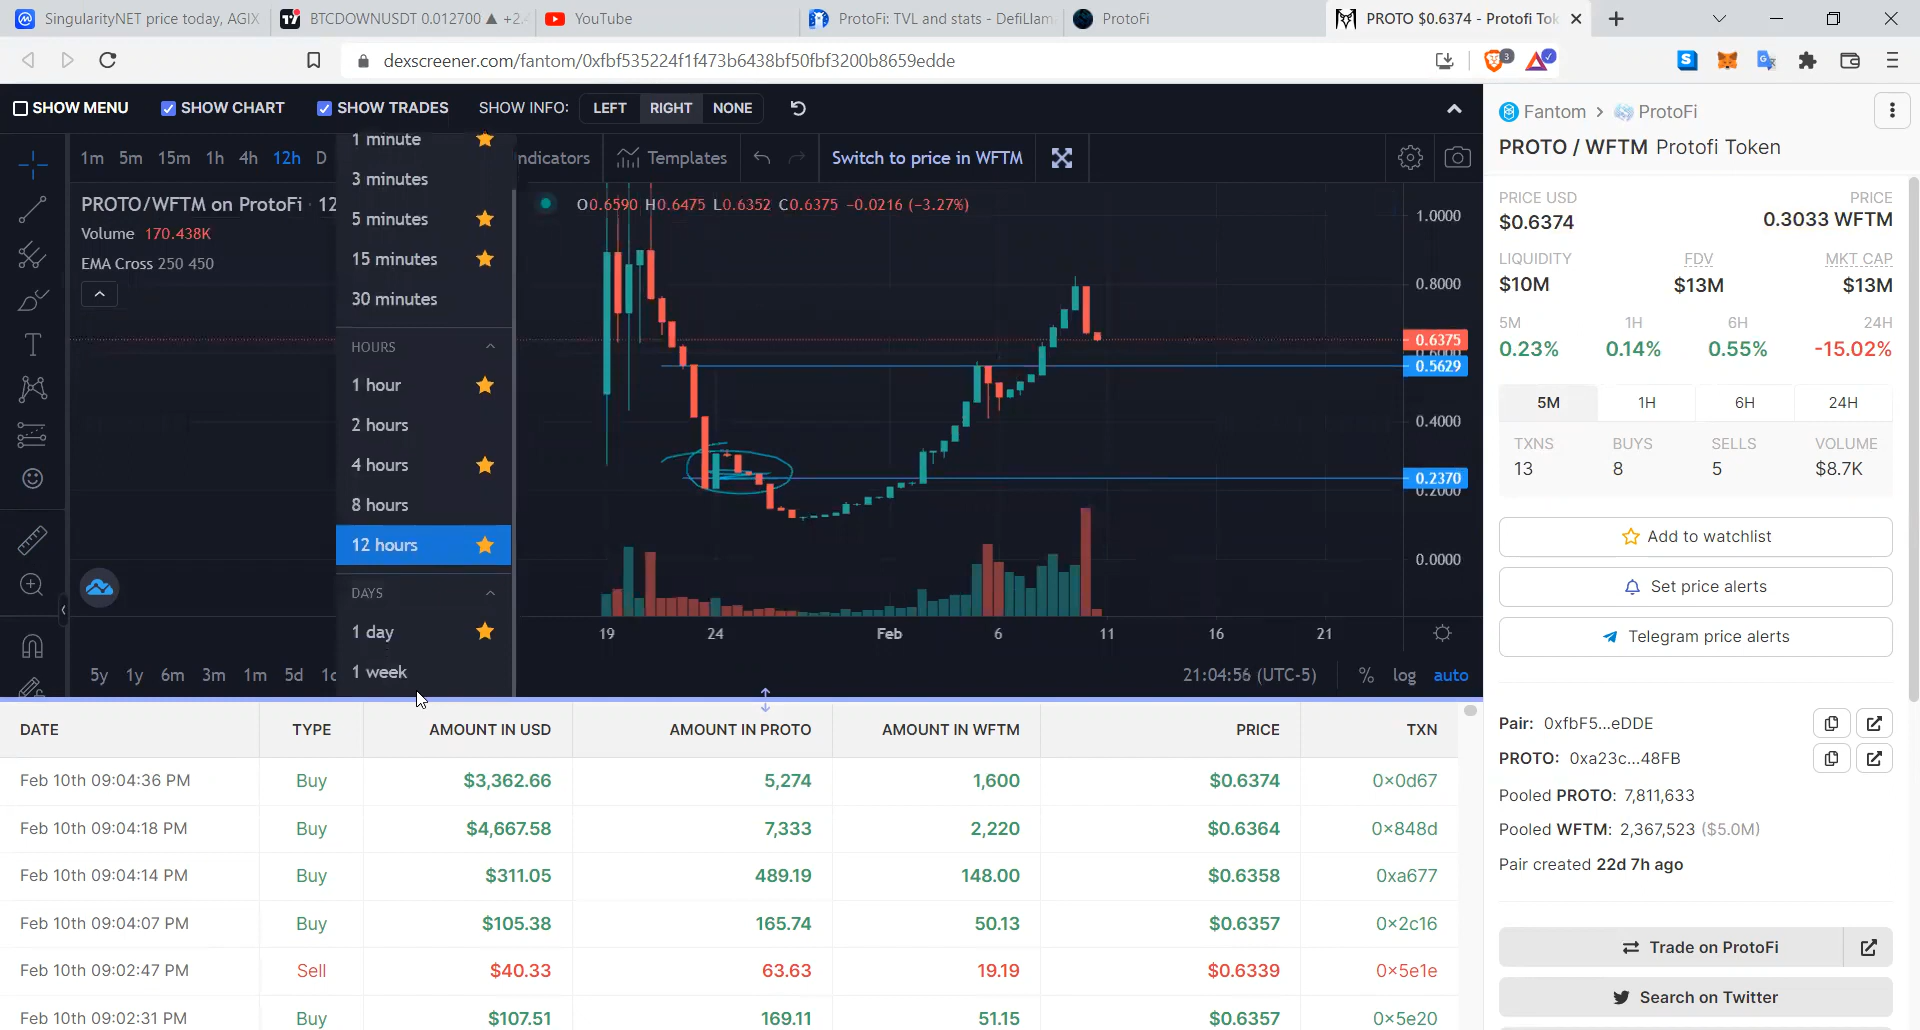 SingularityNET price today, AGIX
BTCDOWNUSDT 0.012700 ▲ +2.
YouTube
ProtoFi: TVL and stats - DefiLlam
ProtoFi
PROTO $0.6374 - Protofi Tok
dexscreener.com/fantom/0xfbf535224f1f473b6438bf50fbf3200b8659edde
3
SHOW MENU
SHOW CHART
SHOW TRADES
SHOW INFO:
LEFT
RIGHT
NONE
1m 5m 15m 1h 4h 12h D
ndicators
Templates
Switch to price in WFTM
PROTO/WFTM on ProtoFi · 12
O0.6590 H0.6475 L0.6352 C0.6375 -0.0216 (-3.27%)
Volume 170.438K
EMA Cross 250 450
1 minute
3 minutes
5 minutes
15 minutes
30 minutes
HOURS
1 hour
2 hours
4 hours
8 hours
12 hours
DAYS
1 day
1 week
1.0000
0.8000
0.6375
0.5629
0.4000
0.2370
0.2000
0.0000
19 24 Feb 6 11 16 21
5y 1y 6m 3m 1m 5d
21:04:56 (UTC-5)
% log auto
DATE TYPE AMOUNT IN USD AMOUNT IN PROTO AMOUNT IN WFTM PRICE TXN
Feb 10th 09:04:36 PM Buy $3,362.66 5,274 1,600 $0.6374 0×0d67
Feb 10th 09:04:18 PM Buy $4,667.58 7,333 2,220 $0.6364 0×848d
Feb 10th 09:04:14 PM Buy $311.05 489.19 148.00 $0.6358 0xa677
Feb 10th 09:04:07 PM Buy $105.38 165.74 50.13 $0.6357 0×2c16
Feb 10th 09:02:47 PM Sell $40.33 63.63 19.19 $0.6339 0×5e1e
Feb 10th 09:02:31 PM Buy $107.51 169.11 51.15 $0.6357 0×5e20
Fantom > ProtoFi
PROTO / WFTM Protofi Token
PRICE USD PRICE
$0.6374 0.3033 WFTM
LIQUIDITY FDV MKT CAP
$10M $13M $13M
5M 1H 6H 24H
0.23% 0.14% 0.55% -15.02%
5M 1H 6H 24H
TXNS BUYS SELLS VOLUME
13 8 5 $8.7K
Add to watchlist
Set price alerts
Telegram price alerts
Pair: 0xfbF5...eDDE
PROTO: 0xa23c...48FB
Pooled PROTO: 7,811,633
Pooled WFTM: 2,367,523 ($5.0M)
Pair created 22d 7h ago
Trade on ProtoFi
Search on Twitter